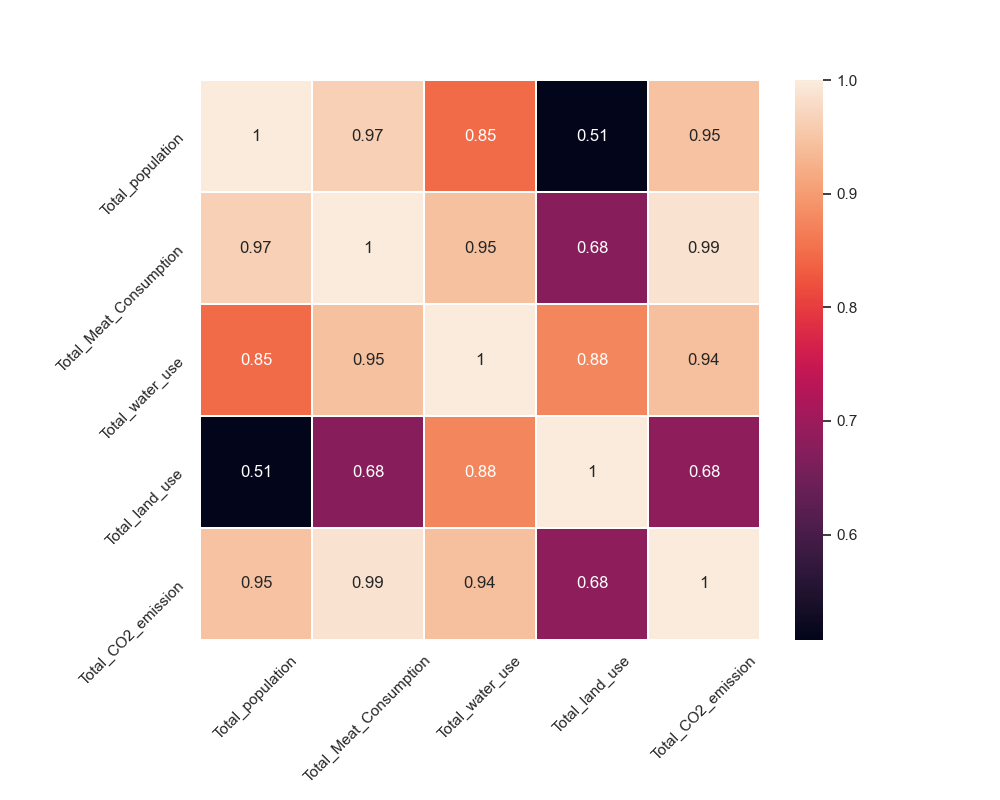 Total_population 1 0.97 0.85 0.51 0.95
Total_Meat_Consumption 0.97 1 0.95 0.68 0.99
Total_water_use 0.85 0.95 1 0.88 0.94
Total_land_use 0.51 0.68 0.88 1 0.68
Total_CO2_emission 0.95 0.99 0.94 0.68 1
Total_population Total_Meat_Consumption Total_water_use Total_land_use Total_CO2_emission
1.0
0.9
0.8
0.7
0.6